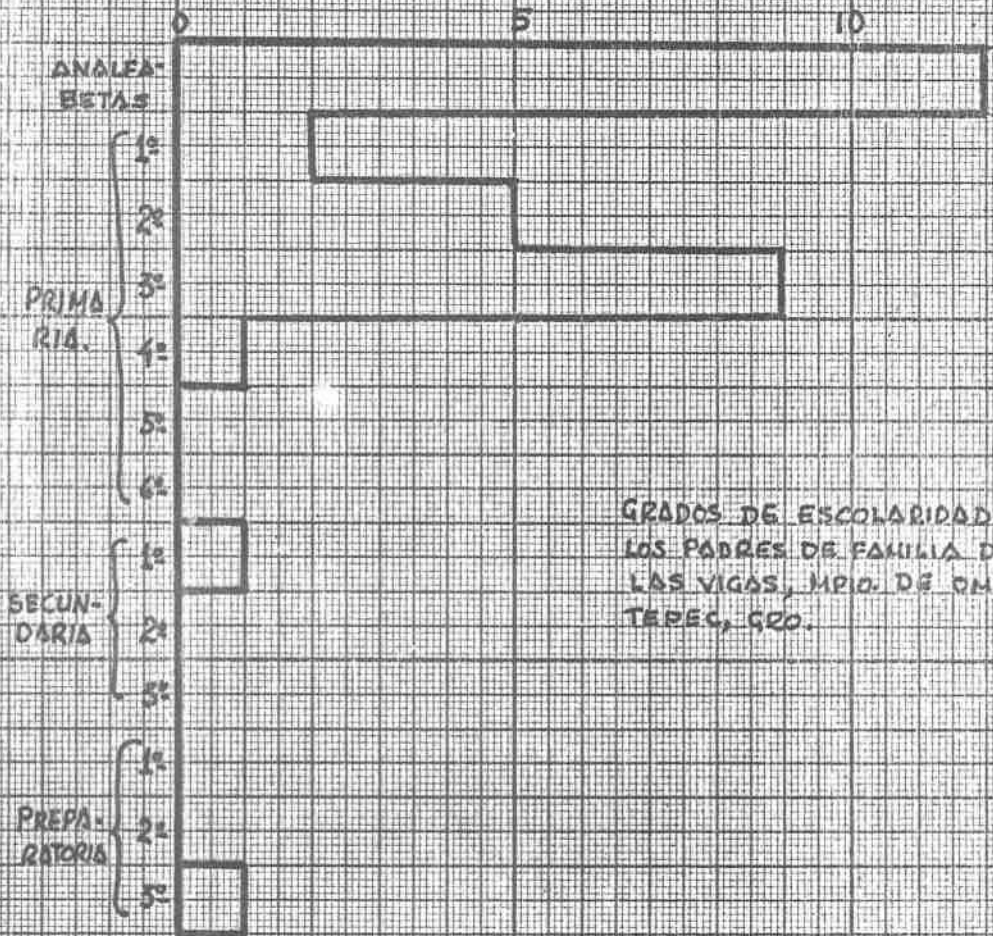 0 5 10
ANALFA-
BETAS
1º
2º
3º
PRIMA
RIA.
4º
5º
6º
GRADOS DE ESCOLARIDAD
LOS PADRES DE FAMILIA D
1º
LAS VIGAS, MPIO. DE OM
SECUN-
DARIA
2º
TEPEC, GRO.
3º
1º
PREPA-
RATORIA
2º
3º